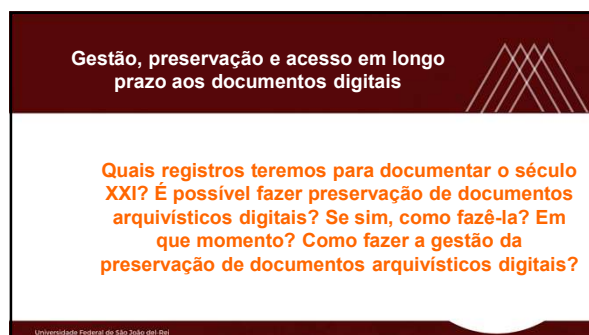 Gestão, preservação e acesso em longo
prazo aos documentos digitais
Quais registros teremos para documentar o século
XXI? É possível fazer preservação de documentos
arquivísticos digitais? Se sim, como fazê-la? Em
que momento? Como fazer a gestão da
preservação de documentos arquivísticos digitais?
Universidade Federal de São João del-Rei